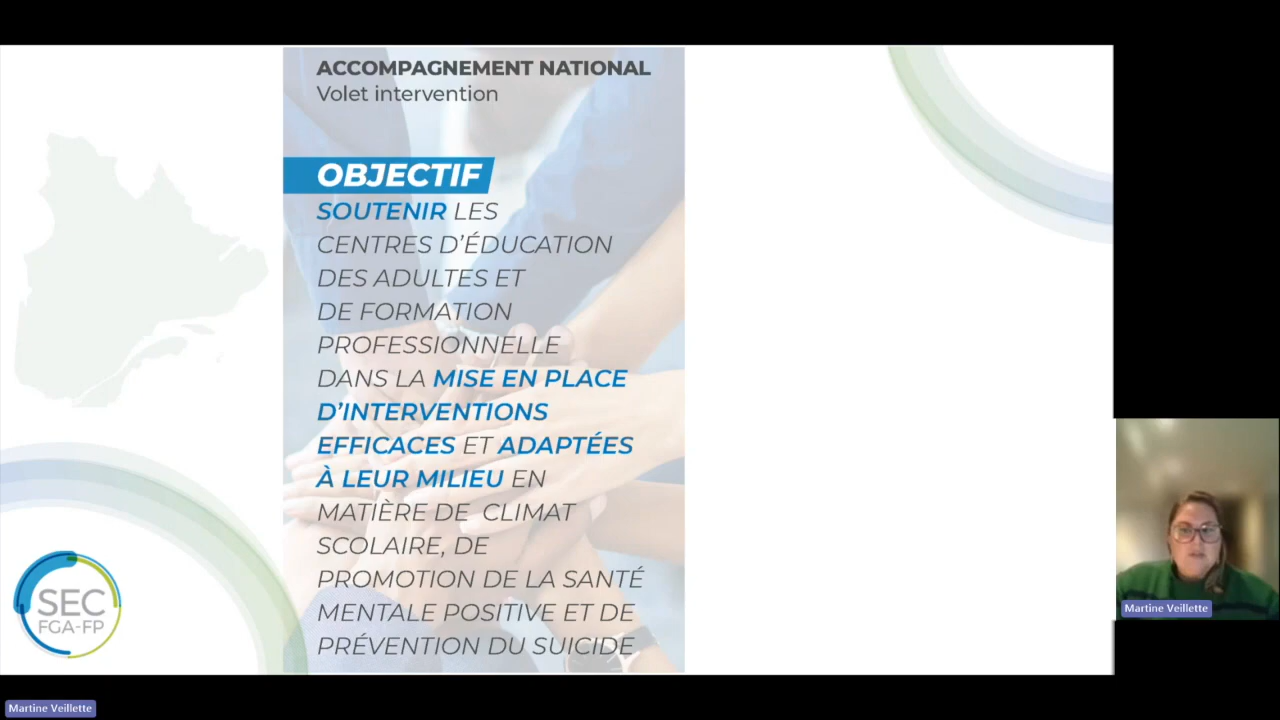 ACCOMPAGNEMENT NATIONAL
Volet intervention
OBJECTIF
SOUTENIR LES
CENTRES D'ÉDUCATION
DES ADULTES ET
DE FORMATION
PROFESSIONNELLE
DANS LA MISE EN PLACE
D'INTERVENTIONS
EFFICACES ET ADAPTÉES
À LEUR MILIEU EN
MATIÈRE DE CLIMAT
SCOLAIRE, DE
PROMOTION DE LA SANTÉ
MENTALE POSITIVE ET DE
PRÉVENTION DU SUICIDE
SEC
FGA-FP
Martine Veillette
Martine Veillette